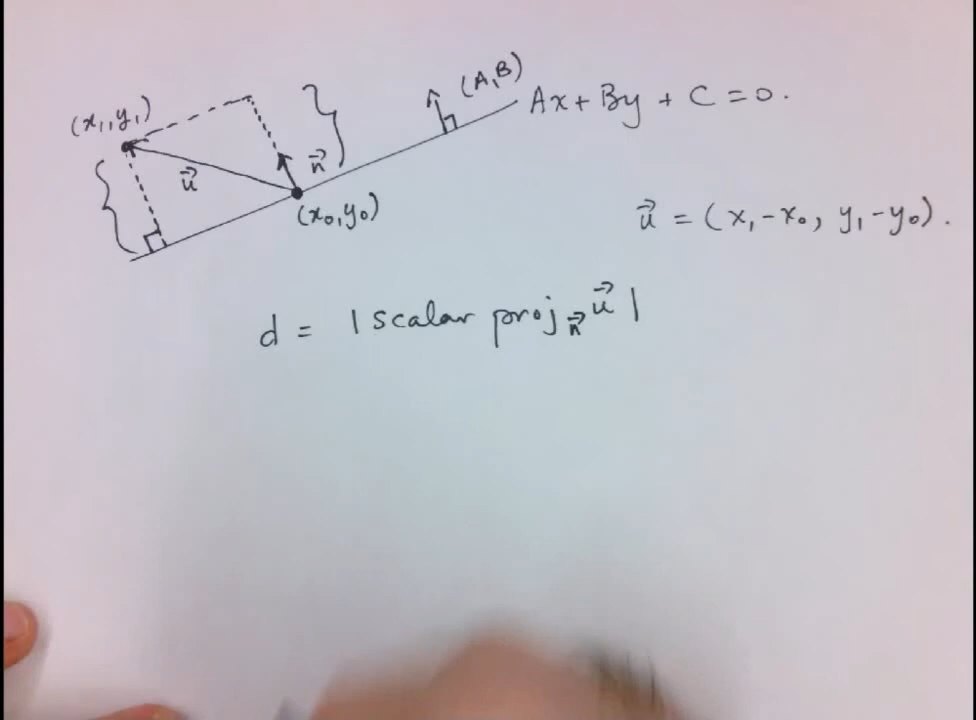 (A,B)
(x₁,y₁)
Ax + By + C = 0.
n⃗
u⃗
(x₀,y₀)
u⃗ = (x₁-x₀, y₁-y₀).
d = | scalar proj_n⃗ u⃗ |